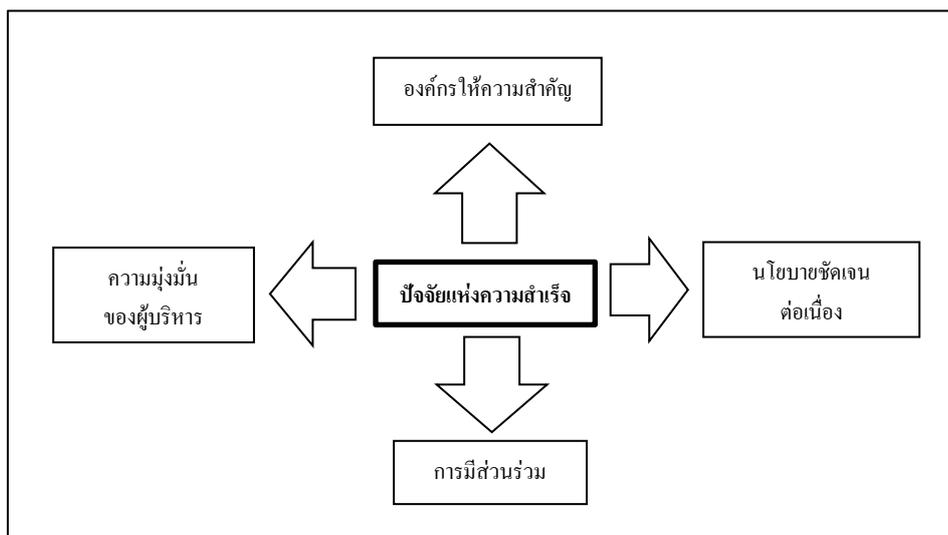 องค์กรให้ความสำคัญ
ความมุ่งมั่น
ของผู้บริหาร
ปัจจัยแห่งความสำเร็จ
นโยบายชัดเจน
ต่อเนื่อง
การมีส่วนร่วม